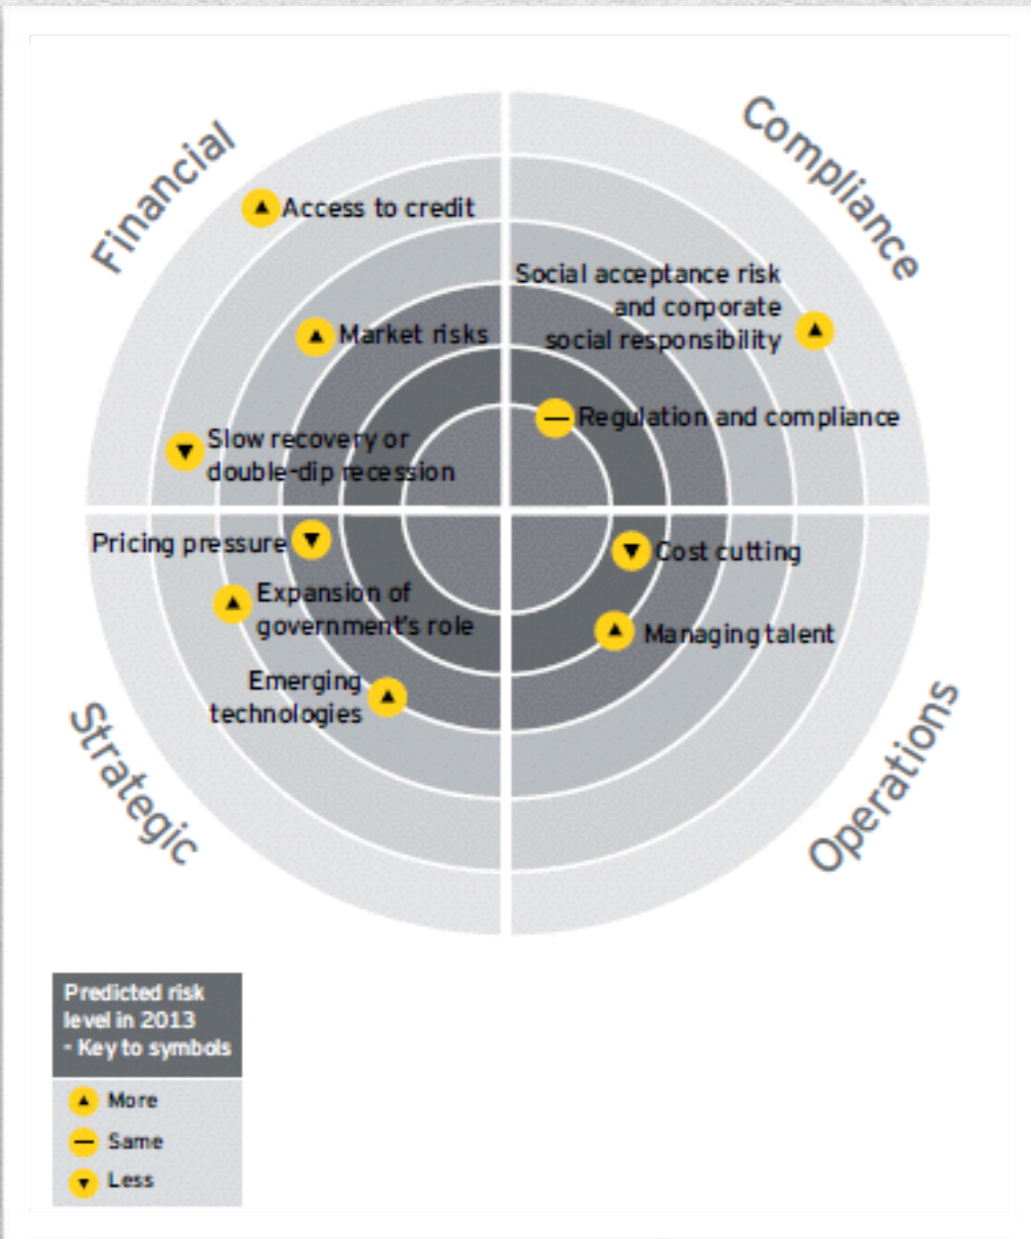 Financial
Compliance
Access to credit
Social acceptance risk
and corporate
social responsibility
Market risks
Regulation and compliance
Slow recovery or
double-dip recession
Pricing pressure
Cost cutting
Expansion of
government's role
Managing talent
Emerging
technologies
Strategic
Operations
Predicted risk
level in 2013
- Key to symbols
More
Same
Less